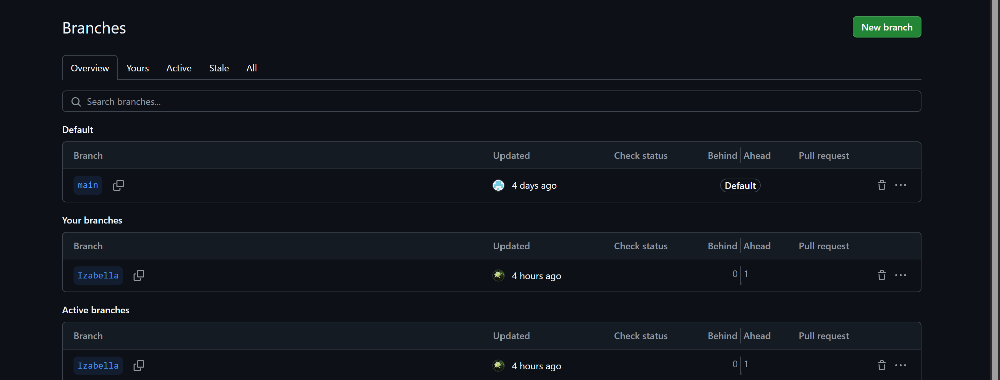 Branches
New branch
Overview Yours Active Stale All
Search branches...
Default
Branch Updated Check status Behind Ahead Pull request
main 4 days ago Default
Your branches
Branch Updated Check status Behind Ahead Pull request
Izabella 4 hours ago 0 1
Active branches
Branch Updated Check status Behind Ahead Pull request
Izabella 4 hours ago 0 1